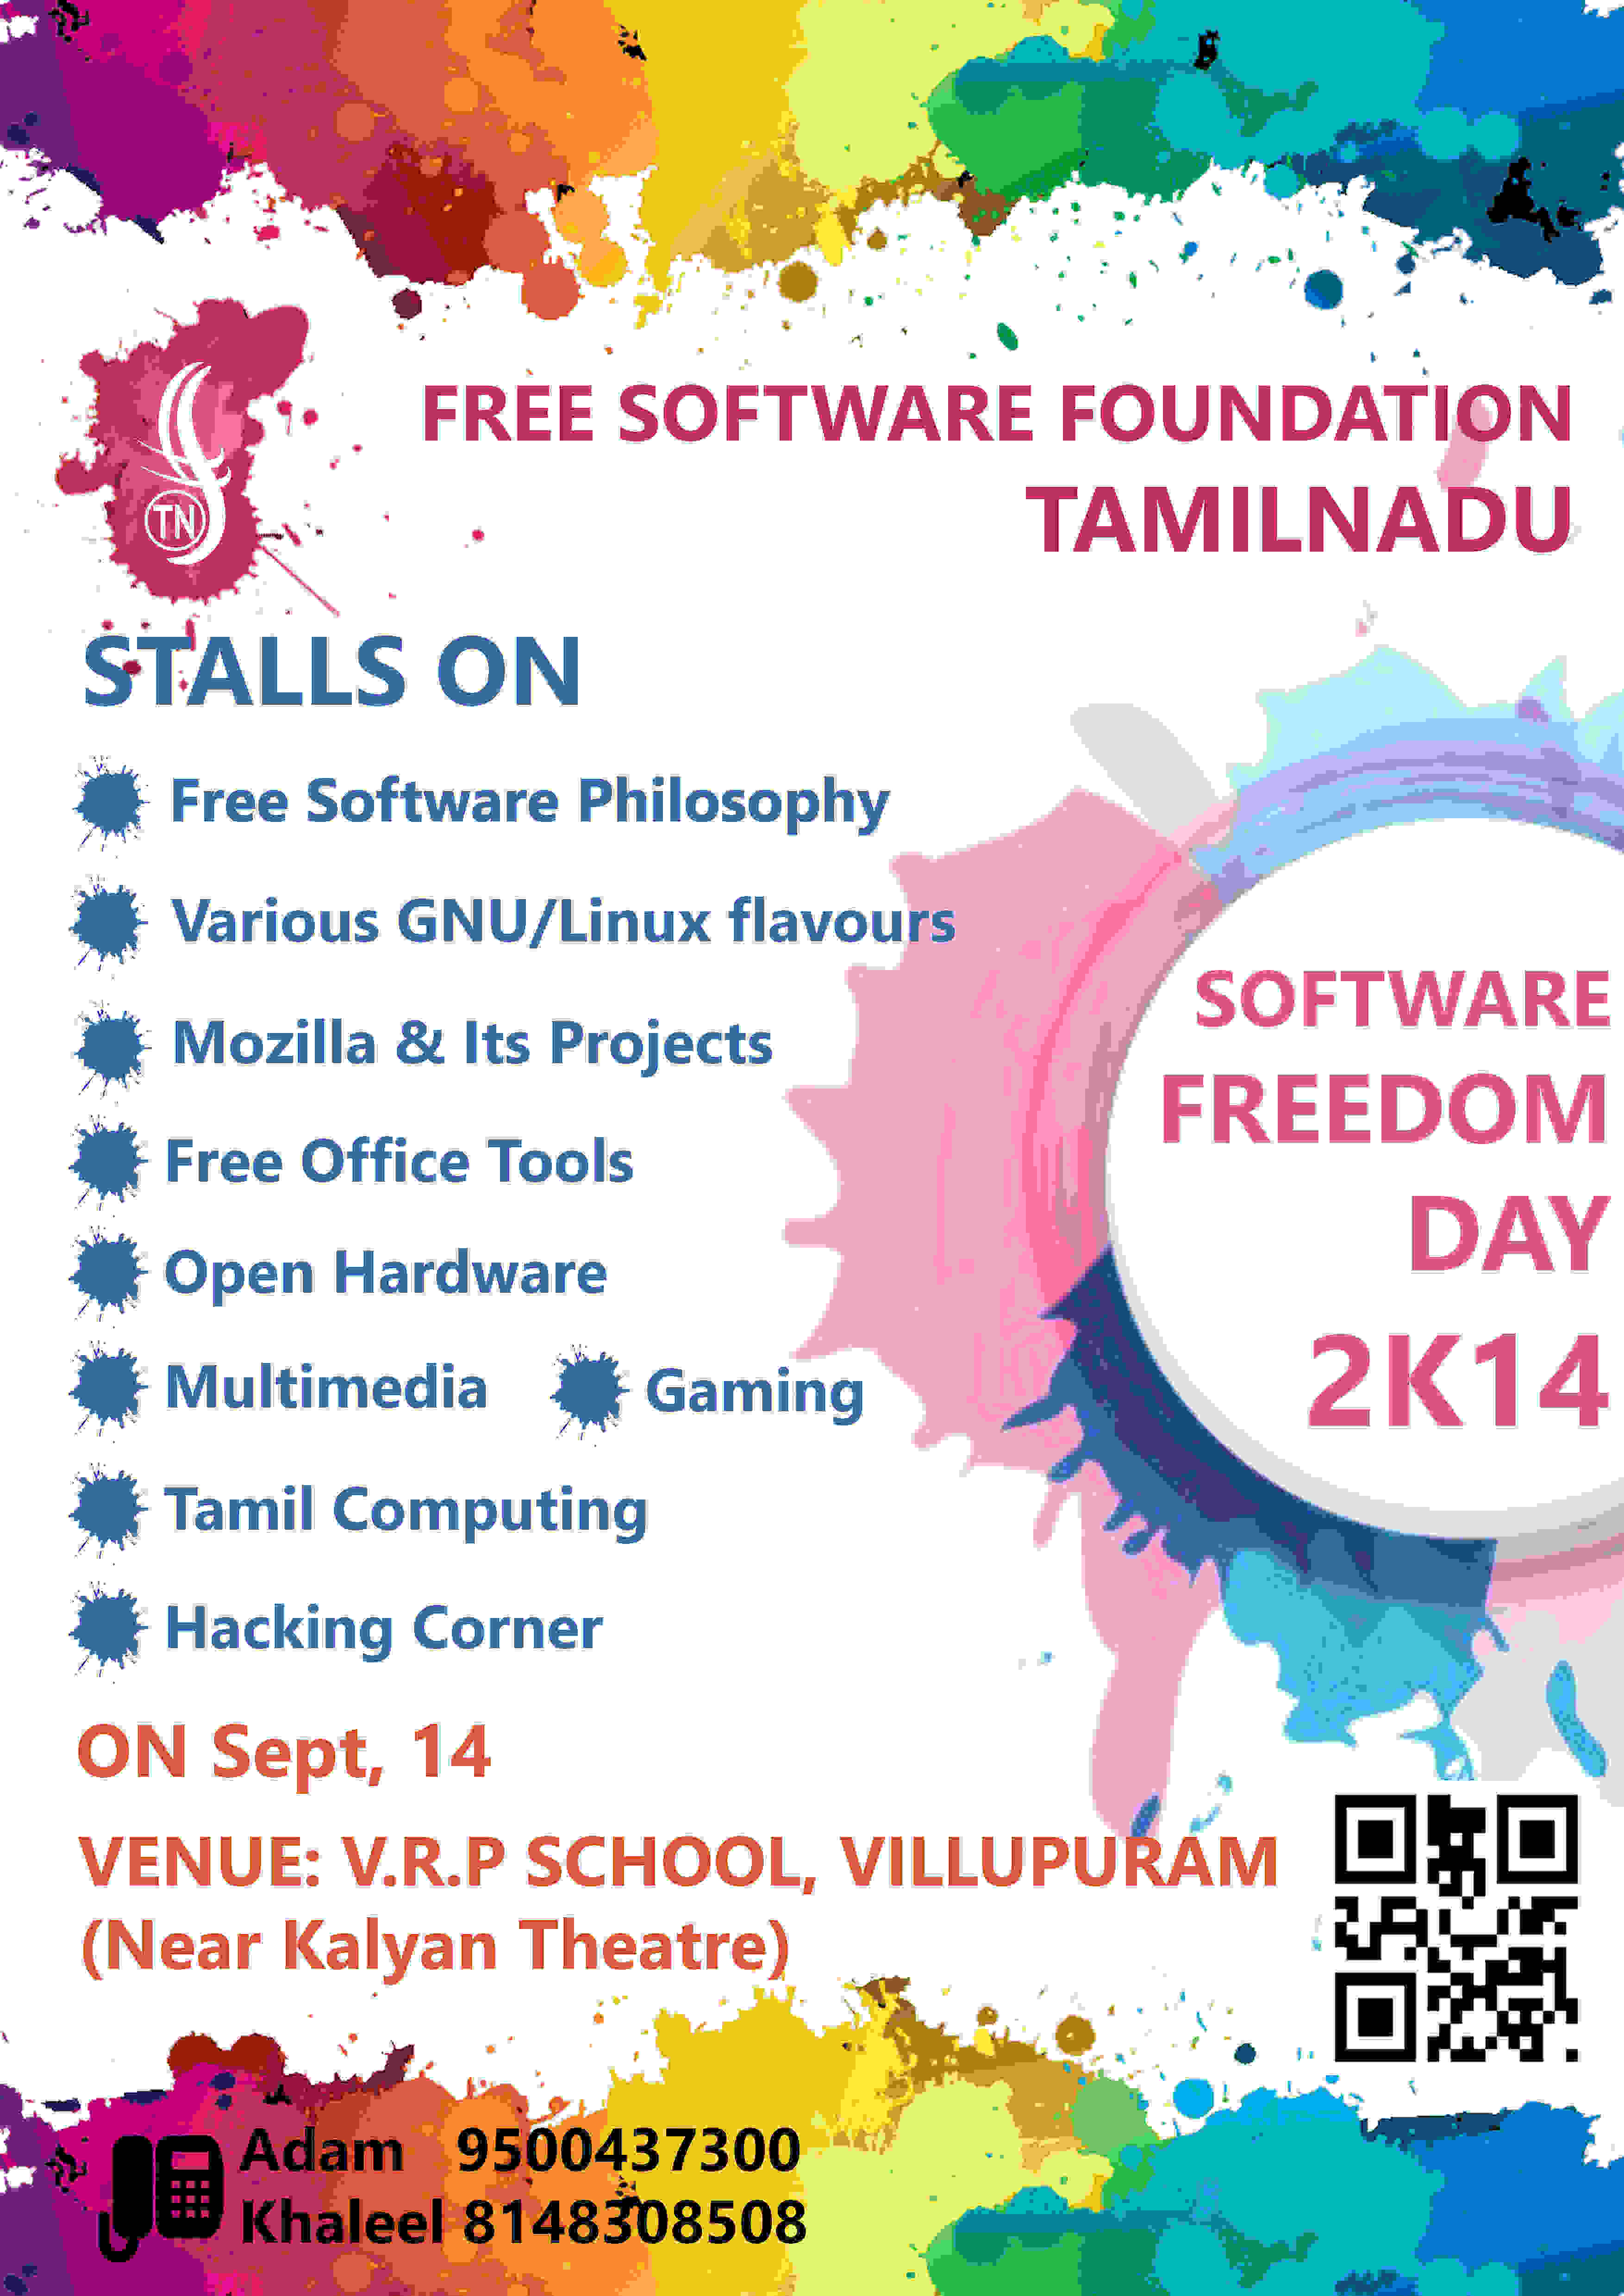 FREE SOFTWARE FOUNDATION
TAMILNADU
TN
STALLS ON
Free Software Philosophy
Various GNU/Linux flavours
Mozilla & Its Projects
Free Office Tools
Open Hardware
Multimedia Gaming
Tamil Computing
Hacking Corner
SOFTWARE
FREEDOM
DAY
2K14
ON Sept, 14
VENUE: V.R.P SCHOOL, VILLUPURAM
(Near Kalyan Theatre)
Adam 9500437300
Khaleel 8148308508